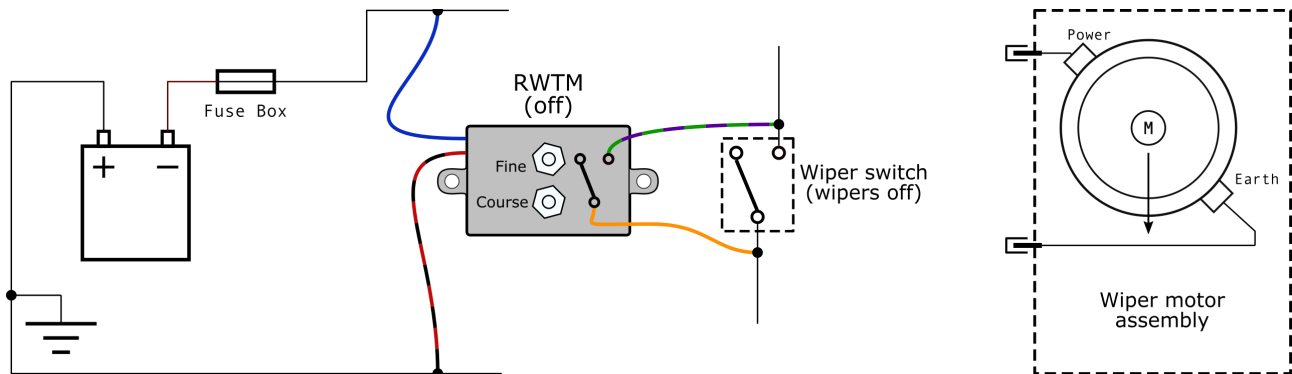 Fuse Box
+
−
RWTM
(off)
Fine
Course
Wiper switch
(wipers off)
Power
M
Earth
Wiper motor
assembly